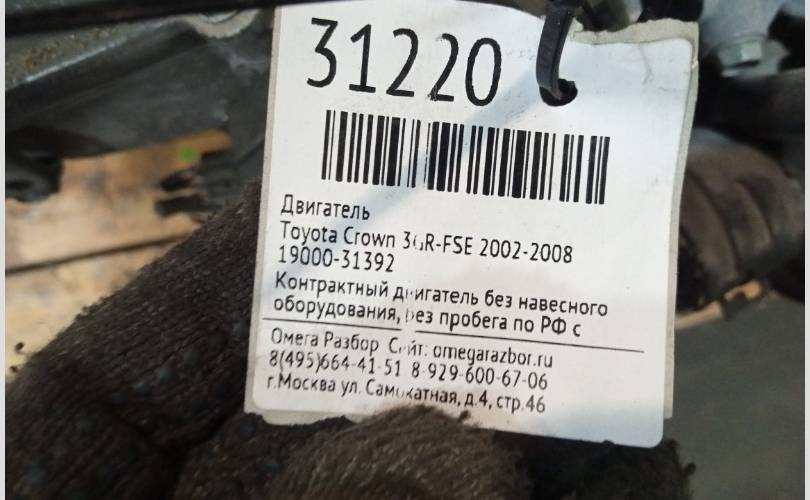 31220
Двигатель
Toyota Crown 3GR-FSE 2002-2008
19000-31392
Контрактный двигатель без навесного
оборудования, без пробега по РФ с
Омега Разбор Сайт: omegarazbor.ru
8(495)664-41-51 8-929-600-67-06
г.Москва ул. Самокатная, д.4, стр.46